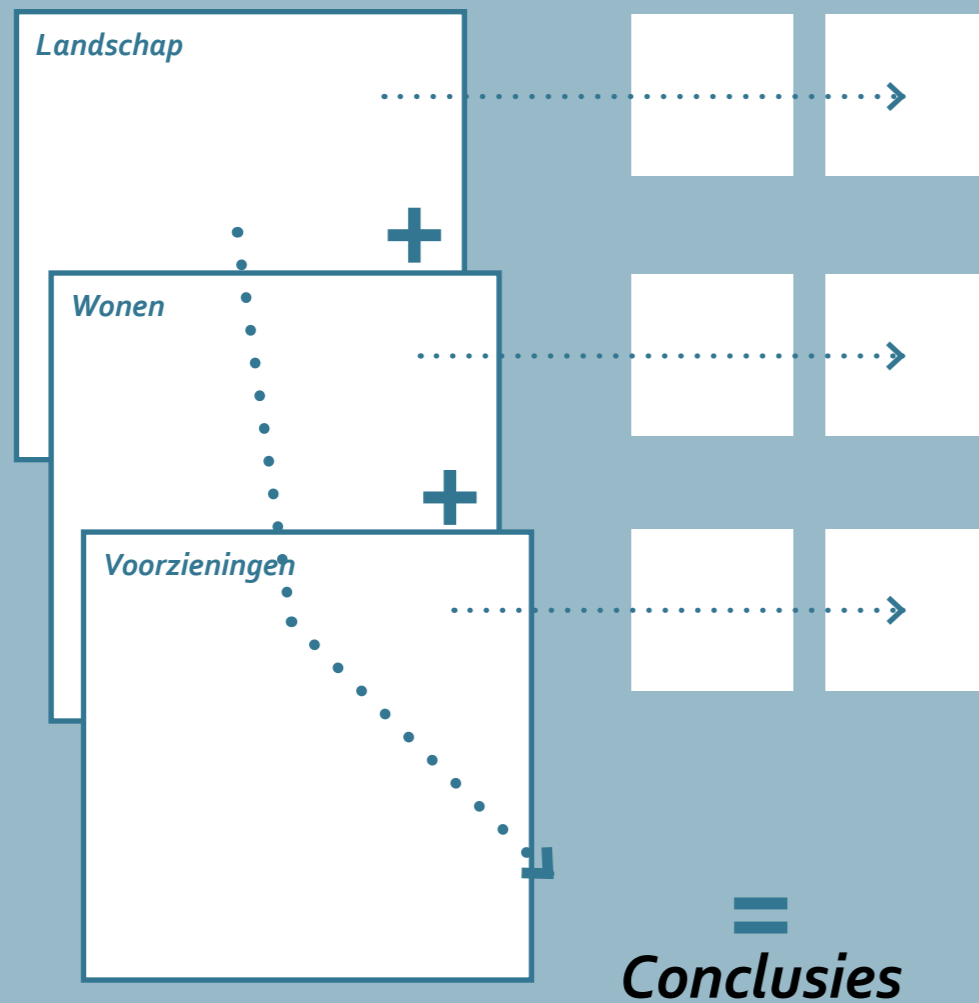 Landschap
+
Wonen
+
Voorzieningen
=
Conclusies